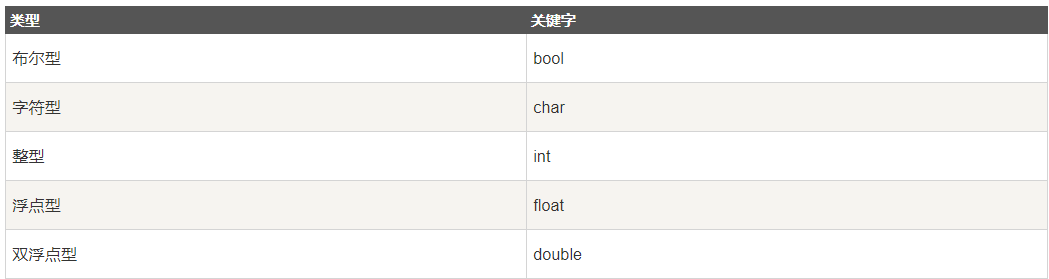 类型 关键字
布尔型 bool
字符型 char
整型 int
浮点型 float
双浮点型 double